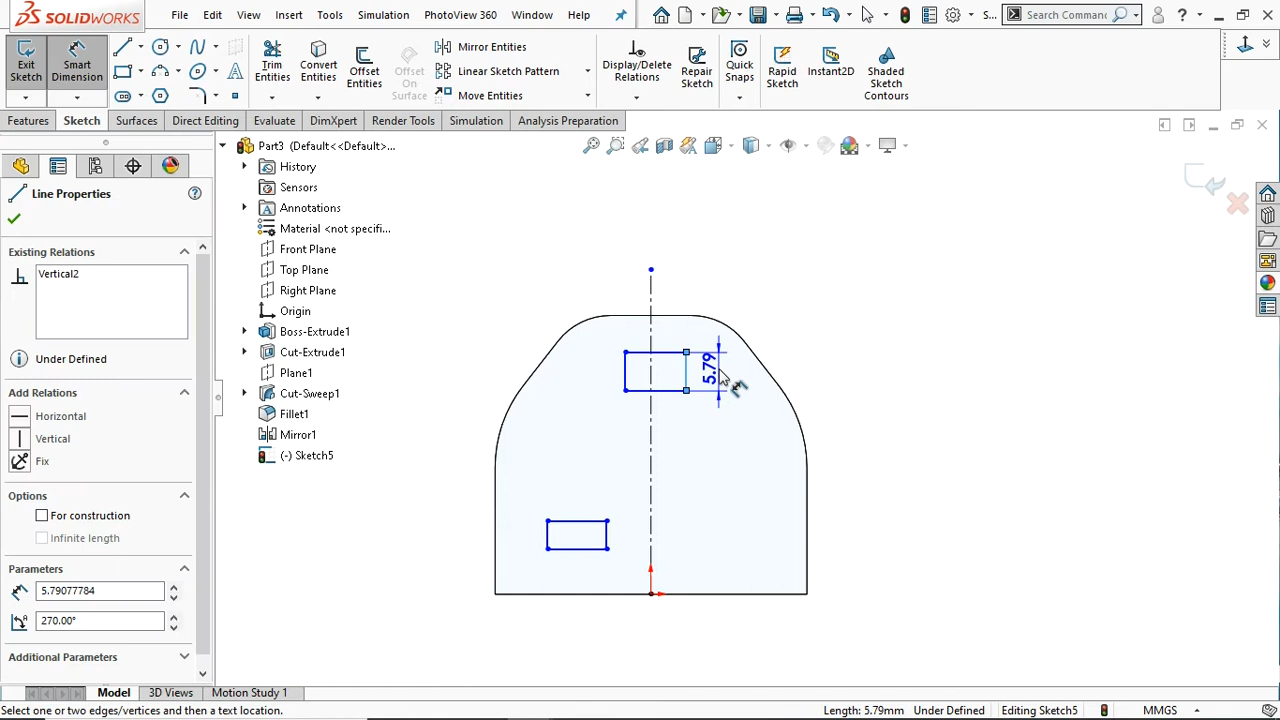 SOLIDWORKS File Edit View Insert Tools Simulation PhotoView 360 Window Help S... Search Comman
Exit Sketch Smart Dimension Trim Entities Convert Entities Offset Entities Offset On Surface Mirror Entities Linear Sketch Pattern Move Entities Display/Delete Relations Repair Sketch Quick Snaps Rapid Sketch Instant2D Shaded Sketch Contours
Features Sketch Surfaces Direct Editing Evaluate DimXpert Render Tools Simulation Analysis Preparation
Line Properties
Existing Relations
Vertical2
Under Defined
Add Relations
Horizontal
Vertical
Fix
Options
For construction
Infinite length
Parameters
5.79077784
270.00°
Additional Parameters
Part3 (Default<<Default>...
History
Sensors
Annotations
Material <not specifi...
Front Plane
Top Plane
Right Plane
Origin
Boss-Extrude1
Cut-Extrude1
Plane1
Cut-Sweep1
Fillet1
Mirror1
(-) Sketch5
5.79
Model 3D Views Motion Study 1
Select one or two edges/vertices and then a text location. Length: 5.79mm Under Defined Editing Sketch5 MMGS